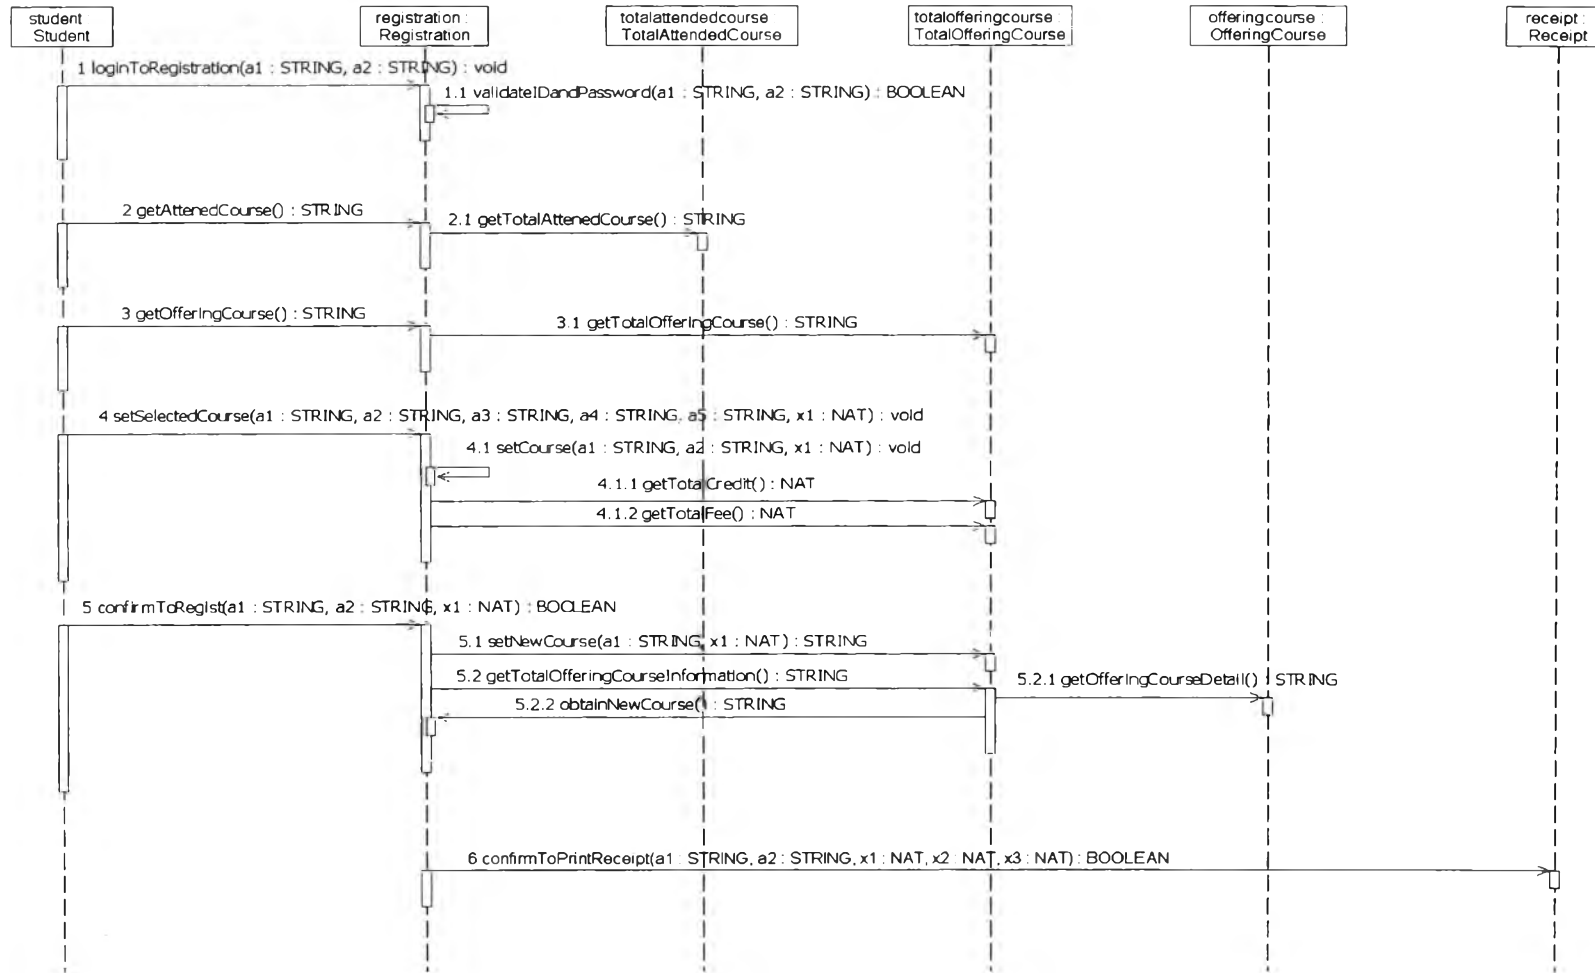 student :
Student
registration :
Registration
totalattendedcourse :
TotalAttendedCourse
totalofferingcourse :
TotalOfferingCourse
offeringcourse :
OfferingCourse
receipt :
Receipt
1 loginToRegistration(a1 : STRING, a2 : STRING) : void
1.1 validateIDandPassword(a1 : STRING, a2 : STRING) : BOOLEAN
2 getAttenedCourse() : STRING
2.1 getTotalAttenedCourse() : STRING
3 getOfferingCourse() : STRING
3.1 getTotalOfferingCourse() : STRING
4 setSelectedCourse(a1 : STRING, a2 : STRING, a3 : STRING, a4 : STRING, a5 : STRING, x1 : NAT) : void
4.1 setCourse(a1 : STRING, a2 : STRING, x1 : NAT) : void
4.1.1 getTotalCredit() : NAT
4.1.2 getTotalFee() : NAT
5 confirmToRegist(a1 : STRING, a2 : STRING, x1 : NAT) : BOOLEAN
5.1 setNewCourse(a1 : STRING, x1 : NAT) : STRING
5.2 getTotalOfferingCourseInformation() : STRING
5.2.1 getOfferingCourseDetail() : STRING
5.2.2 obtainNewCourse() : STRING
6 confirmToPrintReceipt(a1 : STRING, a2 : STRING, x1 : NAT, x2 : NAT, x3 : NAT) : BOOLEAN